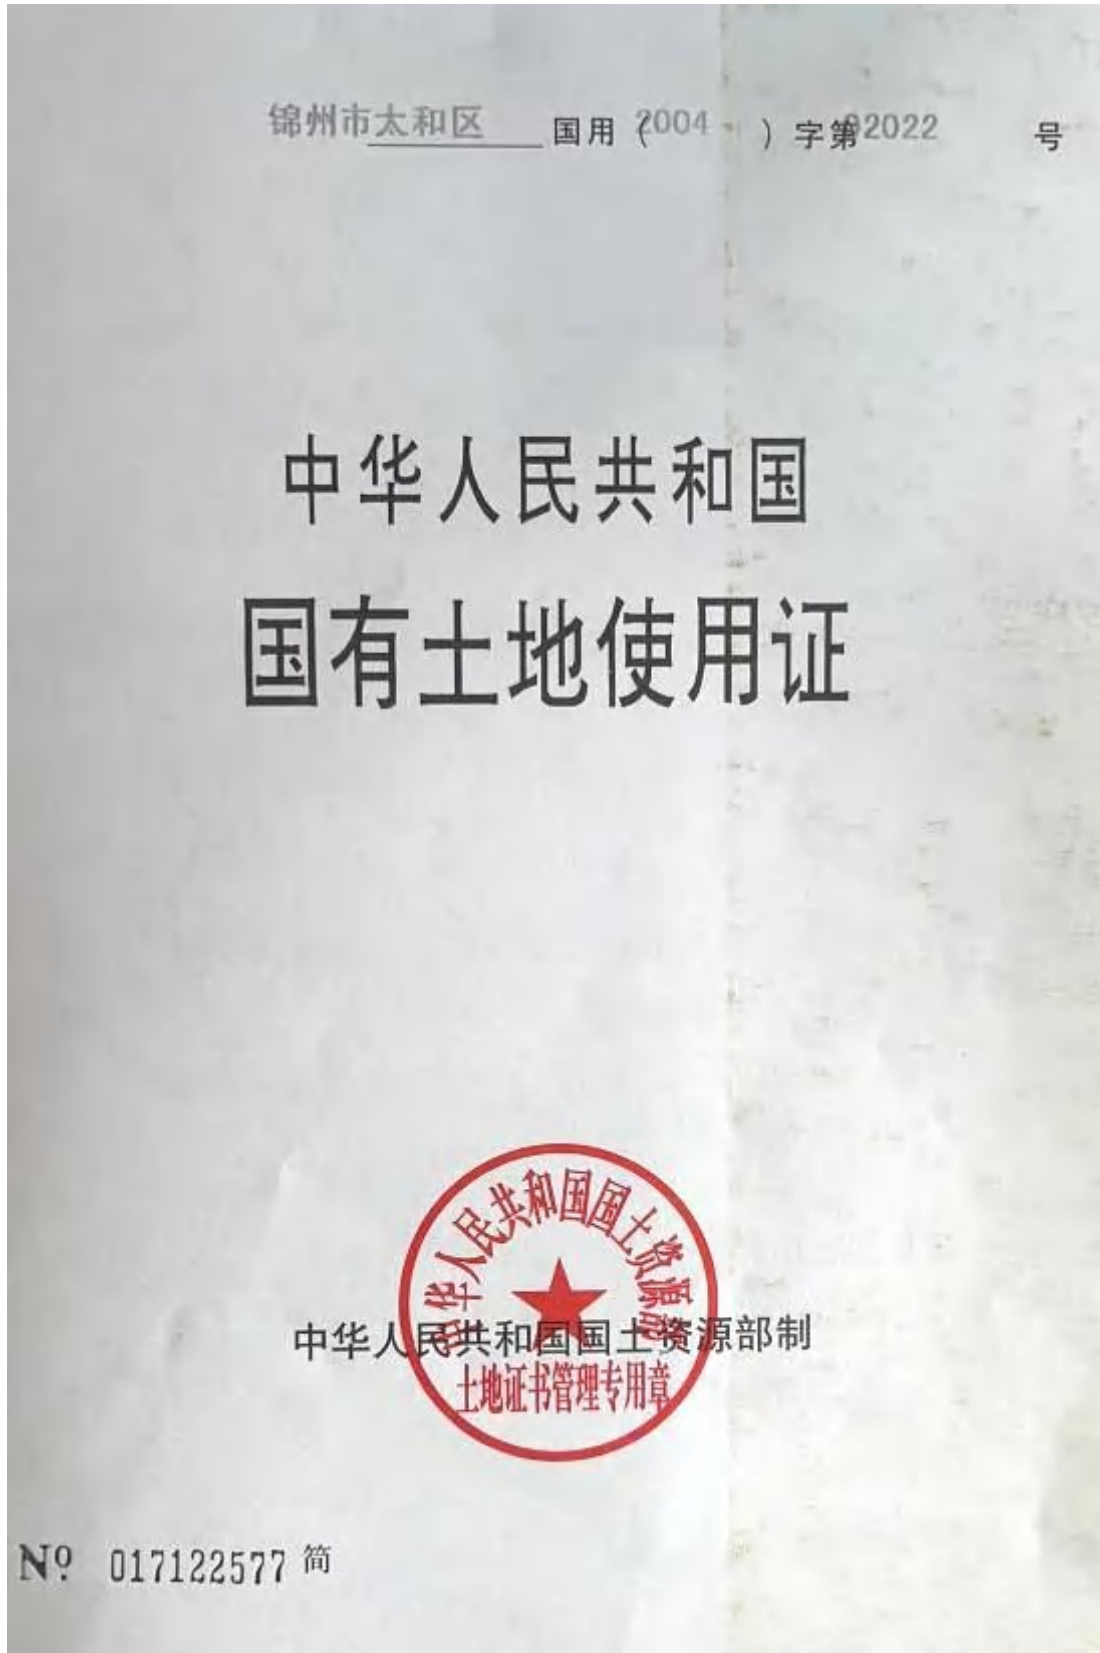 锦州市太和区 国用（2004 ）字第92022 号
中华人民共和国
国有土地使用证
中华人民共和国国土资源部
土地证书管理专用章
中华人民共和国国土资源部制
Nº 017122577 简